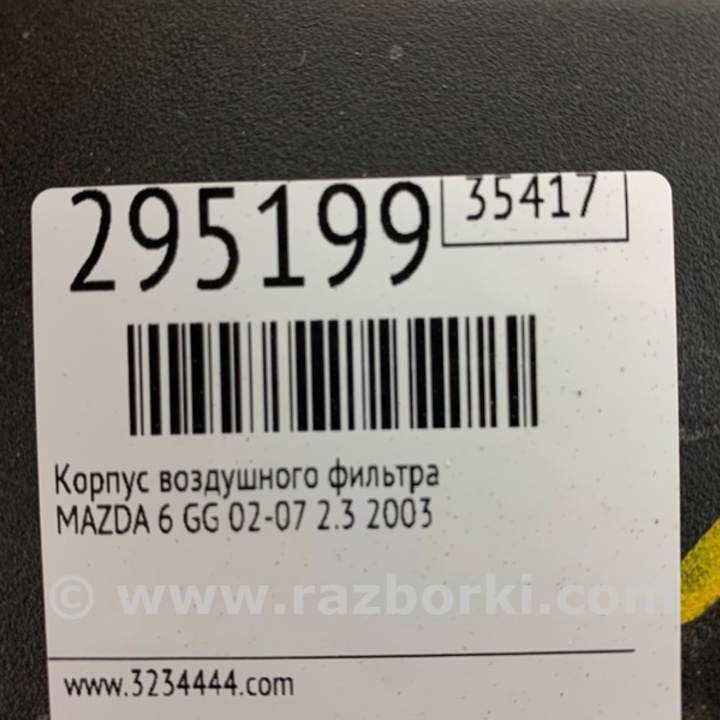 295199
35417
Корпус воздушного фильтра
MAZDA 6 GG 02-07 2.3 2003
© www.razborki.com
www.3234444.com